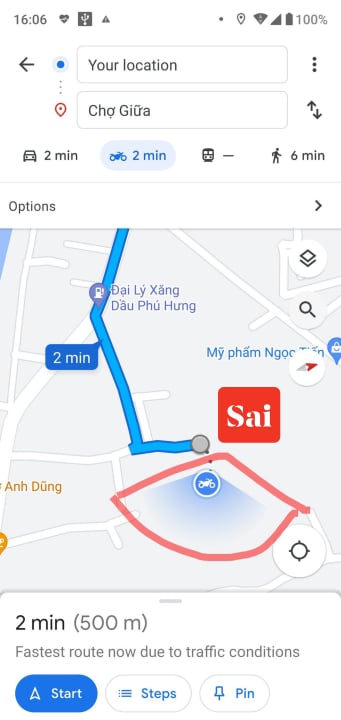 16:06
100%
Your location
Chợ Giữa
2 min
2 min
—
6 min
Options
Đại Lý Xăng
Dầu Phú Hưng
Mỹ phẩm Ngọc Tiến
2 min
Sai
Anh Dũng
2 min (500 m)
Fastest route now due to traffic conditions
Start
Steps
Pin